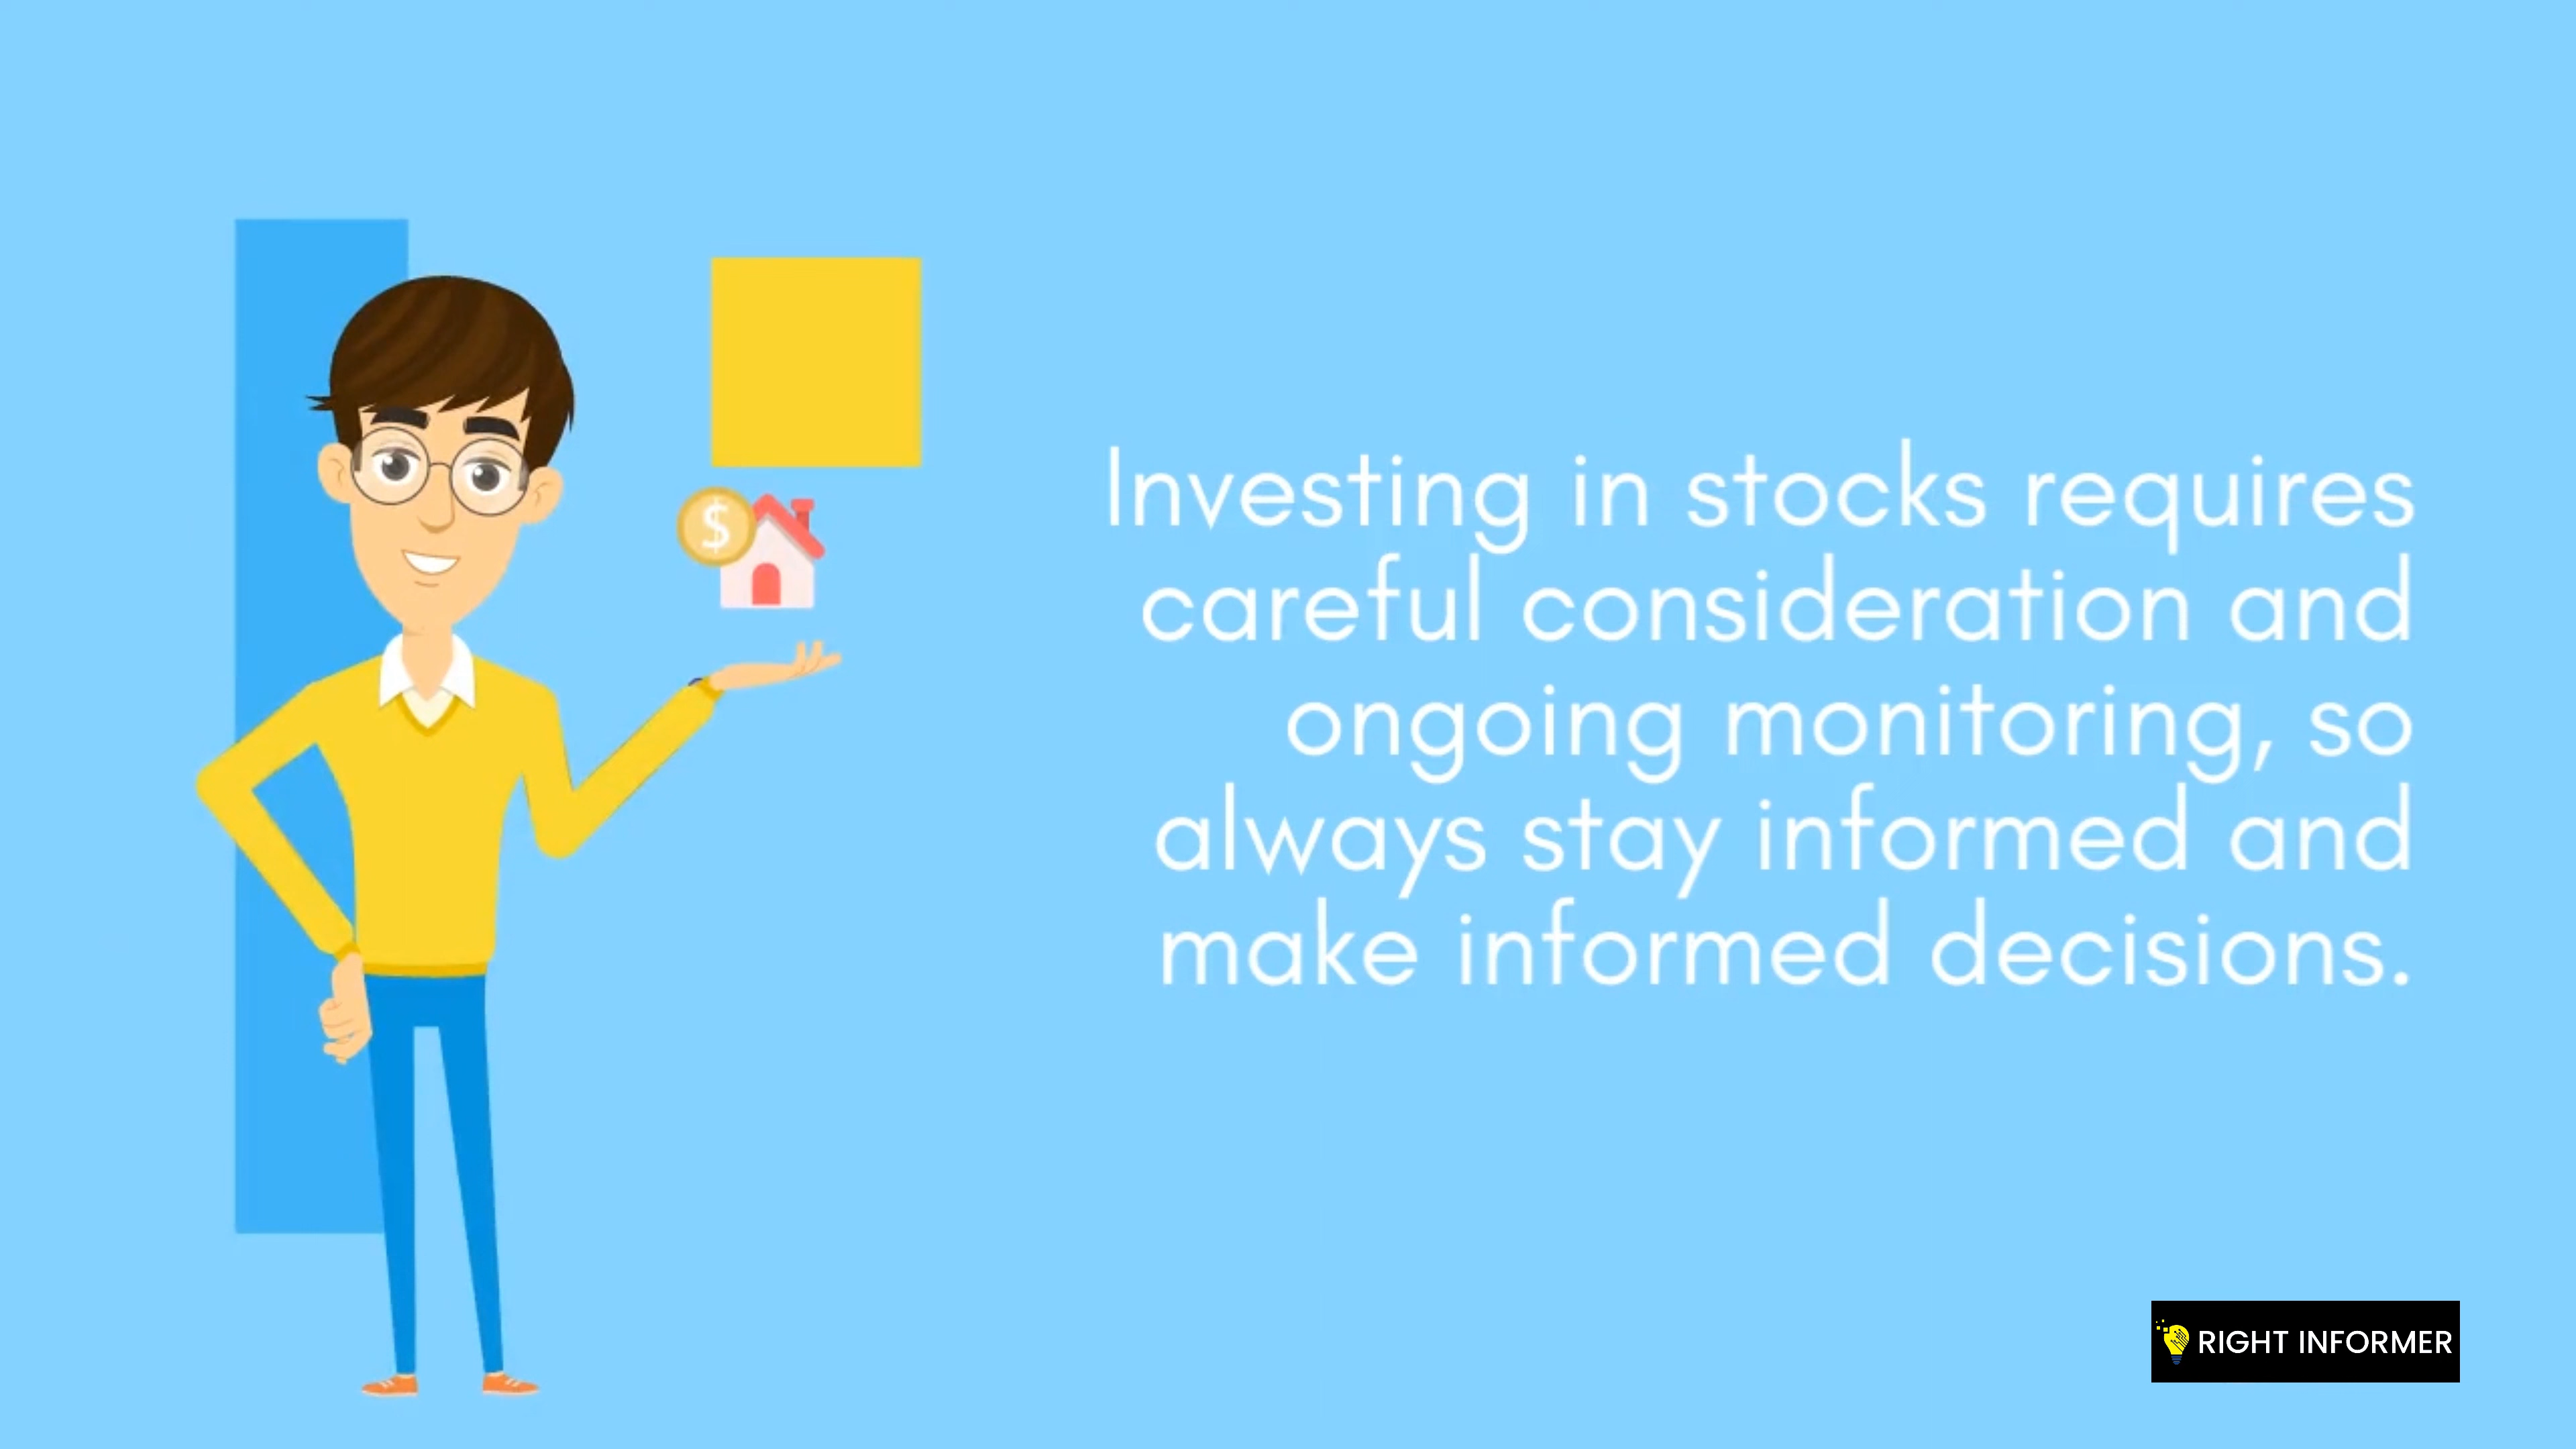 $
Investing in stocks requires
careful consideration and
ongoing monitoring, so
always stay informed and
make informed decisions.
RIGHT INFORMER